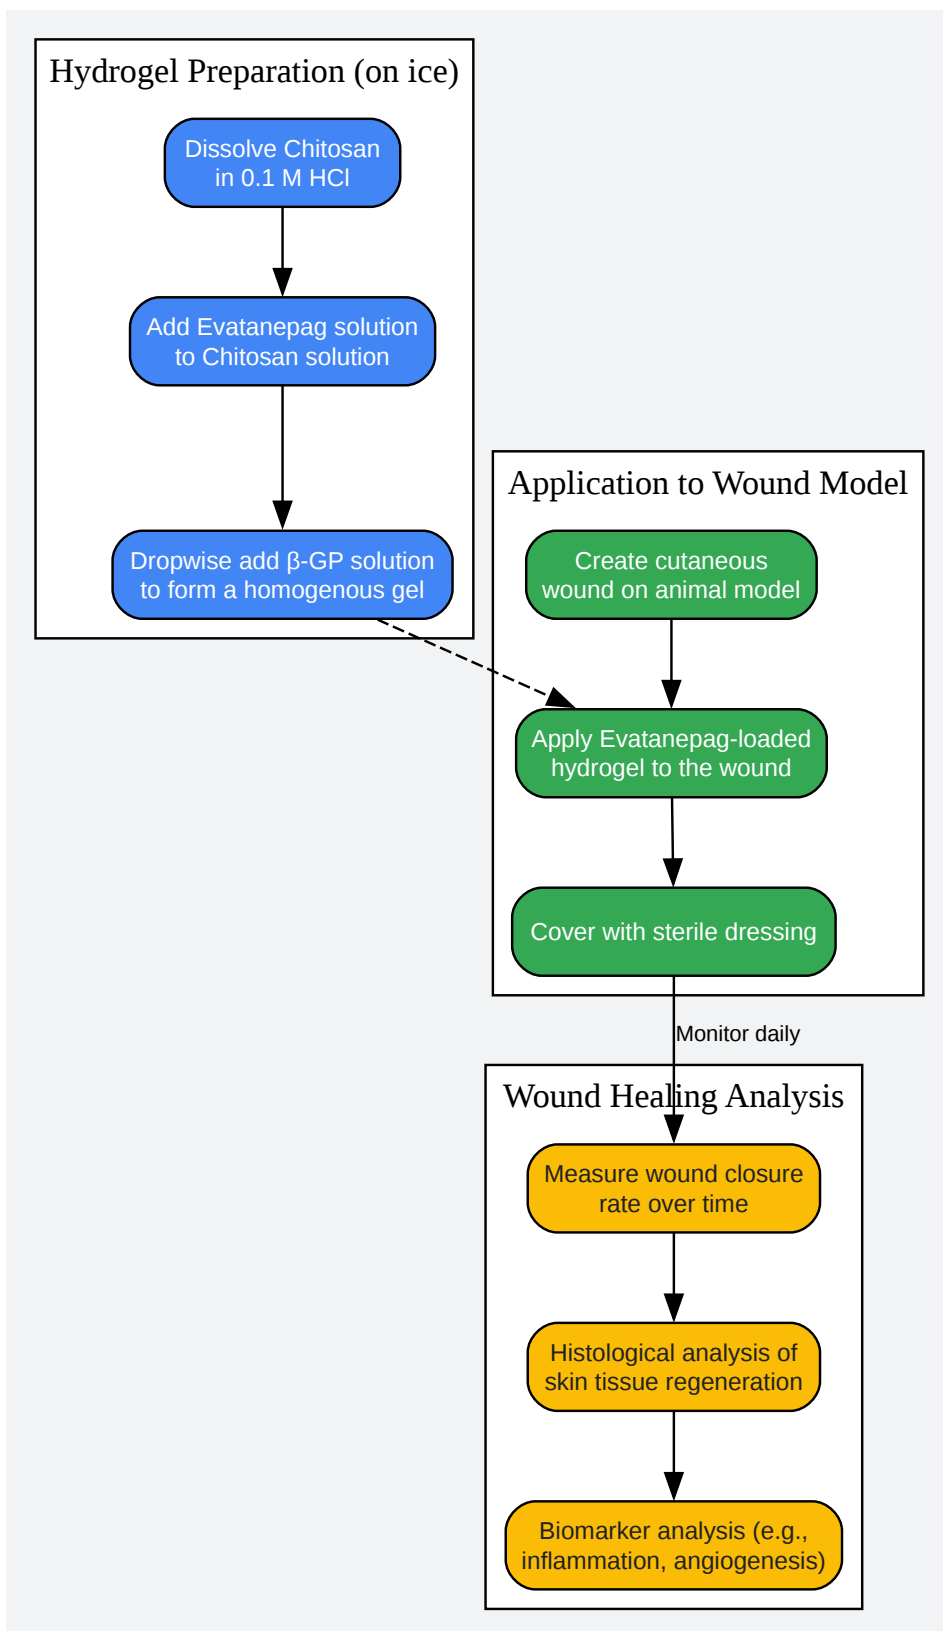 Hydrogel Preparation (on ice)
Dissolve Chitosan
in 0.1 M HCl
Add Evatanepag solution
to Chitosan solution
Dropwise add β-GP solution
to form a homogenous gel
Application to Wound Model
Create cutaneous
wound on animal model
Apply Evatanepag-loaded
hydrogel to the wound
Cover with sterile dressing
Monitor daily
Wound Healing Analysis
Measure wound closure
rate over time
Histological analysis of
skin tissue regeneration
Biomarker analysis (e.g.,
inflammation, angiogenesis)